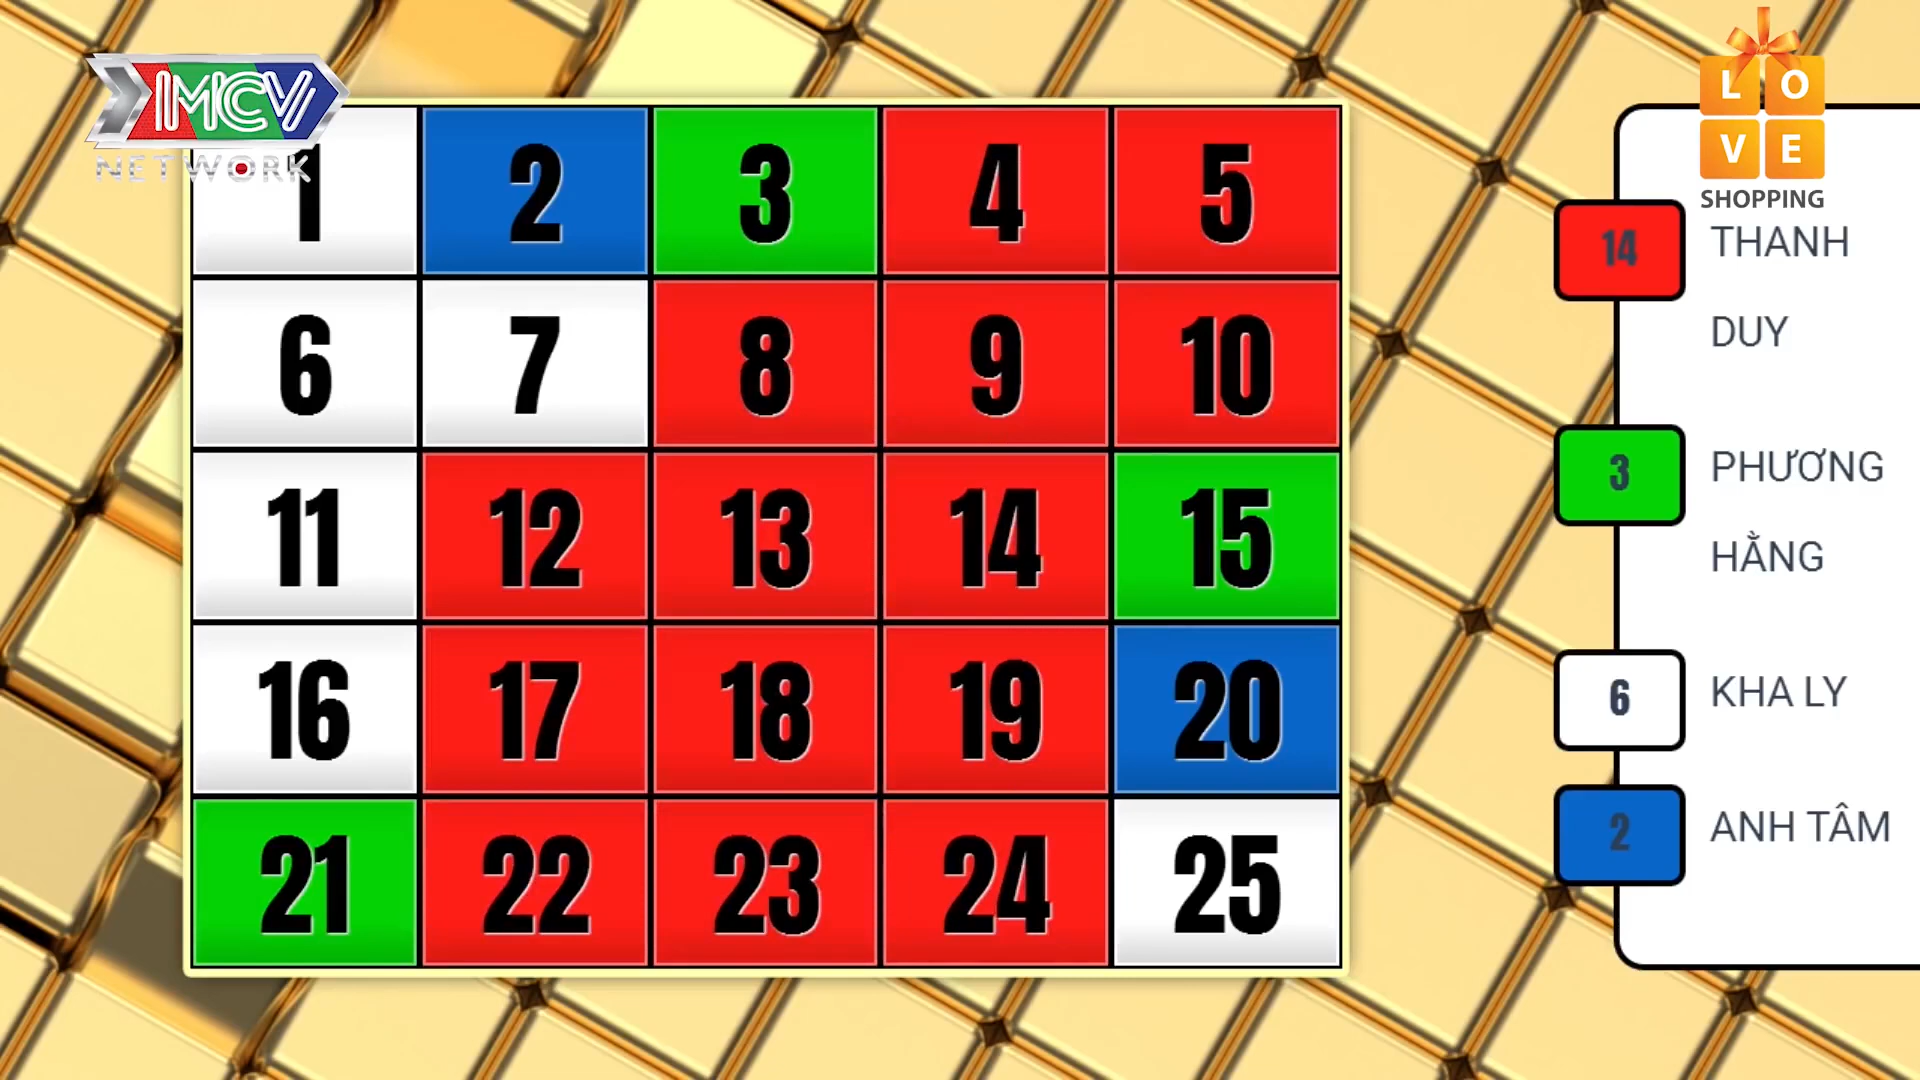 MCV
NETWORK
L O
V E
SHOPPING
1 2 3 4 5
6 7 8 9 10
11 12 13 14 15
16 17 18 19 20
21 22 23 24 25
14 THANH
DUY
3 PHƯƠNG
HẰNG
6 KHA LY
2 ANH TÂM